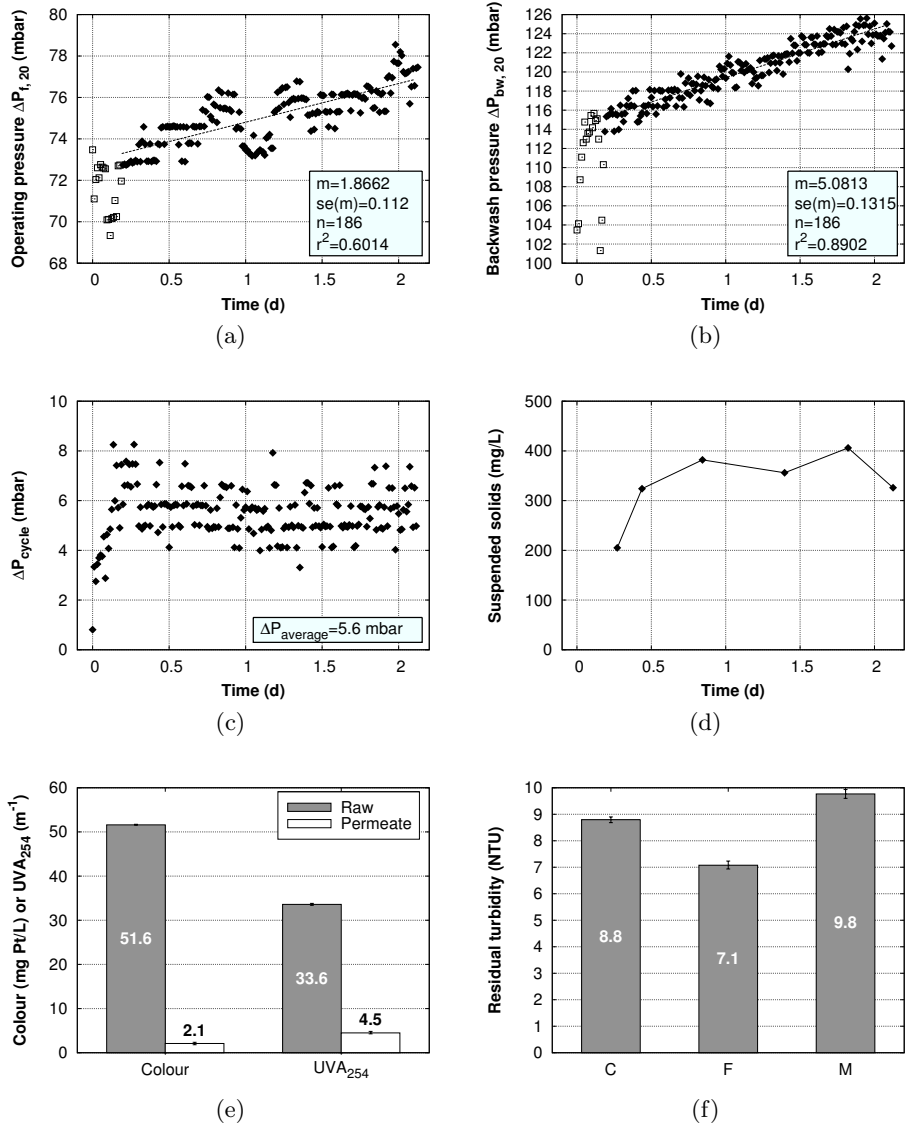 Operating pressure ΔP_f, 20 (mbar)
80
78
76
74
72
70
68
m=1.8662
se(m)=0.112
n=186
r²=0.6014
0
0.5
1
1.5
2
Time (d)
(a)
Backwash pressure ΔP_bw, 20 (mbar)
126
124
122
120
118
116
114
112
110
108
106
104
102
100
m=5.0813
se(m)=0.1315
n=186
r²=0.8902
0
0.5
1
1.5
2
Time (d)
(b)
ΔP_cycle (mbar)
10
8
6
4
2
0
ΔP_average=5.6 mbar
0
0.5
1
1.5
2
Time (d)
(c)
Suspended solids (mg/L)
500
400
300
200
100
0
0
0.5
1
1.5
2
Time (d)
(d)
Colour (mg Pt/L) or UVA_254 (m⁻¹)
60
50
40
30
20
10
0
Raw
Permeate
51.6
2.1
33.6
4.5
Colour
UVA_254
(e)
Residual turbidity (NTU)
10
9
8
7
6
5
4
3
2
1
0
8.8
7.1
9.8
C
F
M
(f)